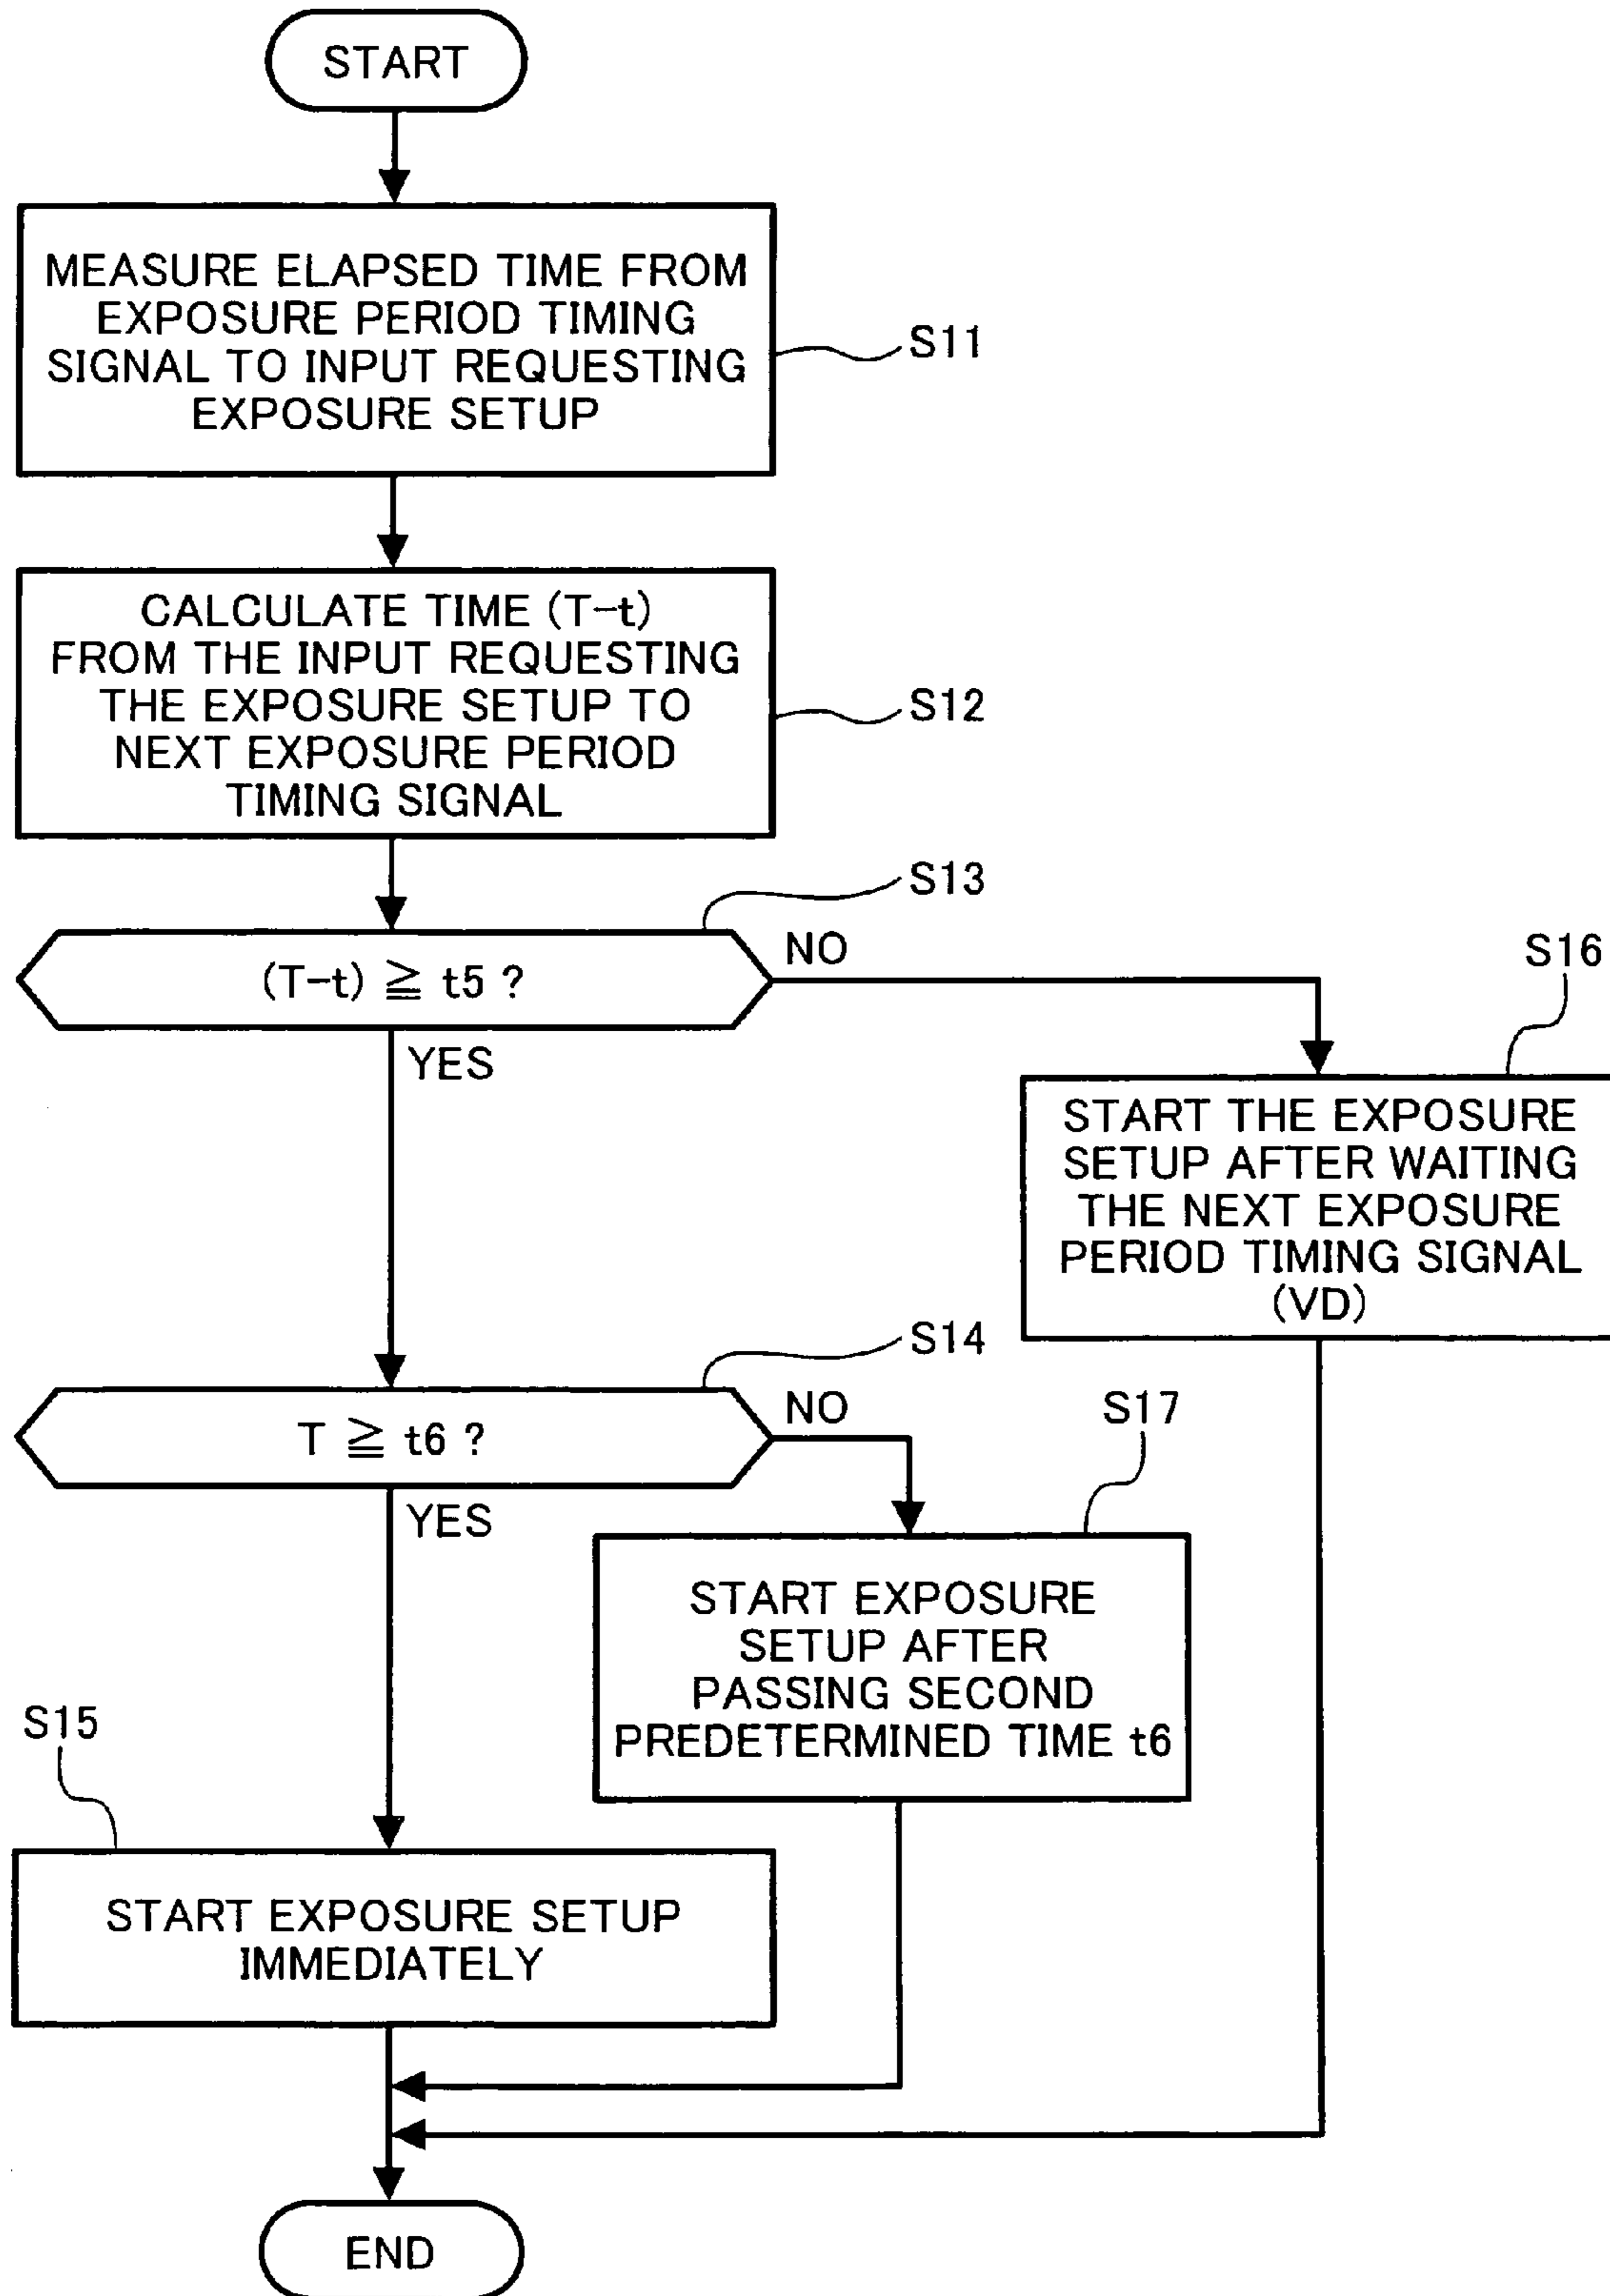 START
MEASURE ELAPSED TIME FROM
EXPOSURE PERIOD TIMING
SIGNAL TO INPUT REQUESTING
EXPOSURE SETUP
S11
CALCULATE TIME (T-t)
FROM THE INPUT REQUESTING
THE EXPOSURE SETUP TO
NEXT EXPOSURE PERIOD
TIMING SIGNAL
S12
S13
(T-t) ≧ t5 ?
NO
YES
S16
START THE EXPOSURE
SETUP AFTER WAITING
THE NEXT EXPOSURE
PERIOD TIMING SIGNAL
(VD)
S14
T ≧ t6 ?
NO
YES
S17
START EXPOSURE
SETUP AFTER
PASSING SECOND
PREDETERMINED TIME t6
S15
START EXPOSURE SETUP
IMMEDIATELY
END